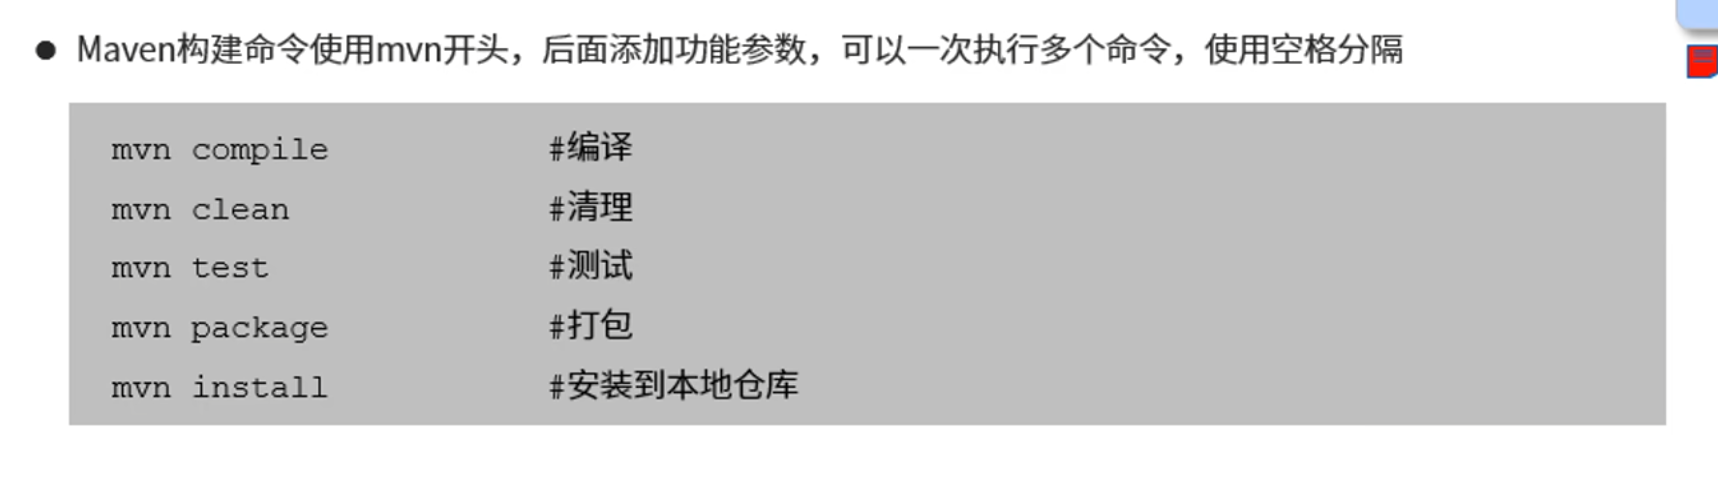 ● Maven构建命令使用mvn开头，后面添加功能参数，可以一次执行多个命令，使用空格分隔
mvn compile #编译
mvn clean #清理
mvn test #测试
mvn package #打包
mvn install #安装到本地仓库